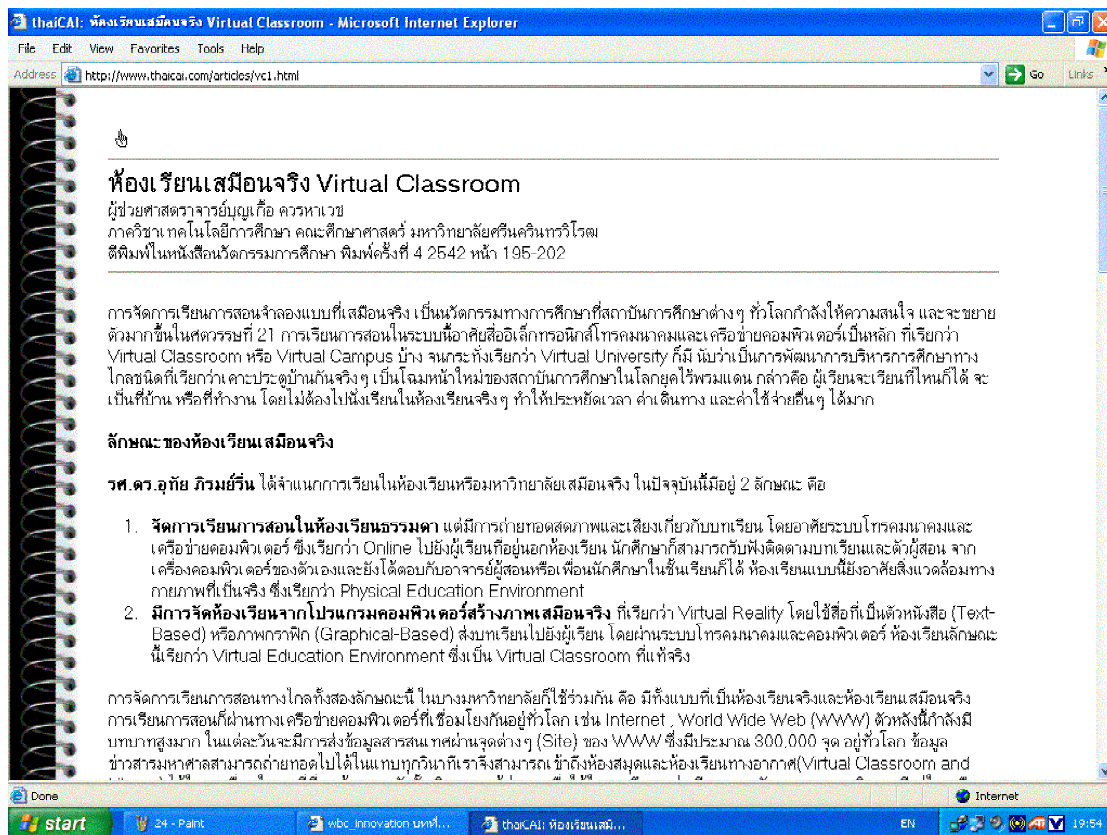 thaiCAI: ห้องเรียนเสมือนจริง Virtual Classroom - Microsoft Internet Explorer
File Edit View Favorites Tools Help
Address http://www.thaicai.com/articles/vc1.html Go Links
ห้องเรียนเสมือนจริง Virtual Classroom
ผู้ช่วยศาสตราจารย์บุญเกื้อ ควรหาเวช
ภาควิชาเทคโนโลยีการศึกษา คณะศึกษาศาสตร์ มหาวิทยาลัยศรีนครินทรวิโรฒ
ตีพิมพ์ในหนังสือนวัตกรรมการศึกษา พิมพ์ครั้งที่ 4 2542 หน้า 195-202
การจัดการเรียนการสอนจำลองแบบที่เสมือนจริง เป็นนวัตกรรมทางการศึกษาที่สถาบันการศึกษาต่างๆ ทั่วโลกกำลังให้ความสนใจ และจะขยาย
ตัวมากขึ้นในศตวรรษที่ 21 การเรียนการสอนในระบบนี้อาศัยสื่ออิเล็กทรอนิกส์โทรคมนาคมและเครือข่ายคอมพิวเตอร์เป็นหลัก ที่เรียกว่า
Virtual Classroom หรือ Virtual Campus บ้าง จนกระทั่งเรียกว่า Virtual University ก็มี นับว่าเป็นการพัฒนาการบริหารการศึกษาทาง
ไกลชนิดที่เรียกว่าเคาะประตูบ้านกันจริงๆ เป็นโฉมหน้าใหม่ของสถาบันการศึกษาในโลกยุคไร้พรมแดน กล่าวคือ ผู้เรียนจะเรียนที่ไหนก็ได้ จะ
เป็นที่บ้าน หรือที่ทำงาน โดยไม่ต้องไปนั่งเรียนในห้องเรียนจริงๆ ทำให้ประหยัดเวลา ค่าเดินทาง และค่าใช้จ่ายอื่นๆ ได้มาก
ลักษณะของห้องเรียนเสมือนจริง
รศ.ดร.อุทัย ภิรมย์รื่น ได้จำแนกการเรียนในห้องเรียนหรือมหาวิทยาลัยเสมือนจริง ในปัจจุบันนี้มีอยู่ 2 ลักษณะ คือ
1. จัดการเรียนการสอนในห้องเรียนธรรมดา แต่มีการถ่ายทอดสดภาพและเสียงเกี่ยวกับบทเรียน โดยอาศัยระบบโทรคมนาคมและ
เครือข่ายคอมพิวเตอร์ ซึ่งเรียกว่า Online ไปยังผู้เรียนที่อยู่นอกห้องเรียน นักศึกษาก็สามารถรับฟังติดตามบทเรียนและตัวผู้สอน จาก
เครื่องคอมพิวเตอร์ของตัวเองและยังโต้ตอบกับอาจารย์ผู้สอนหรือเพื่อนนักศึกษาในชั้นเรียนก็ได้ ห้องเรียนแบบนี้ยังอาศัยสิ่งแวดล้อมทาง
กายภาพที่เป็นจริง ซึ่งเรียกว่า Physical Education Environment
2. มีการจัดห้องเรียนจากโปรแกรมคอมพิวเตอร์สร้างภาพเสมือนจริง ที่เรียกว่า Virtual Reality โดยใช้สื่อที่เป็นตัวหนังสือ (Text-
Based) หรือภาพกราฟิก (Graphical-Based) ส่งบทเรียนไปยังผู้เรียน โดยผ่านระบบโทรคมนาคมและคอมพิวเตอร์ ห้องเรียนลักษณะ
นี้เรียกว่า Virtual Education Environment ซึ่งเป็น Virtual Classroom ที่แท้จริง
การจัดการเรียนการสอนทางไกลทั้งสองลักษณะนี้ ในบางมหาวิทยาลัยก็ใช้ร่วมกัน คือ มีทั้งแบบที่เป็นห้องเรียนจริงและห้องเรียนเสมือนจริง
การเรียนการสอนก็ผ่านทางเครือข่ายคอมพิวเตอร์ที่เชื่อมโยงกันอยู่ทั่วโลก เช่น Internet , World Wide Web (WWW) ตัวหลังนี้กำลังมี
บทบาทสูงมาก ในแต่ละวันจะมีการส่งข้อมูลสารสนเทศผ่านจุดต่างๆ (Site) ของ WWW ซึ่งมีประมาณ 300,000 จุด อยู่ทั่วโลก ข้อมูล
ข่าวสารมหาศาลสามารถถ่ายทอดไปได้ในแทบทุกวินาทีเราจึงสามารถเข้าถึงห้องสมุดและห้องเรียนทางอากาศ(Virtual Classroom and
Done Internet
start 24 - Paint wbc_innovation บทที่... thaiCAI: ห้องเรียนเสมื... EN 19:54